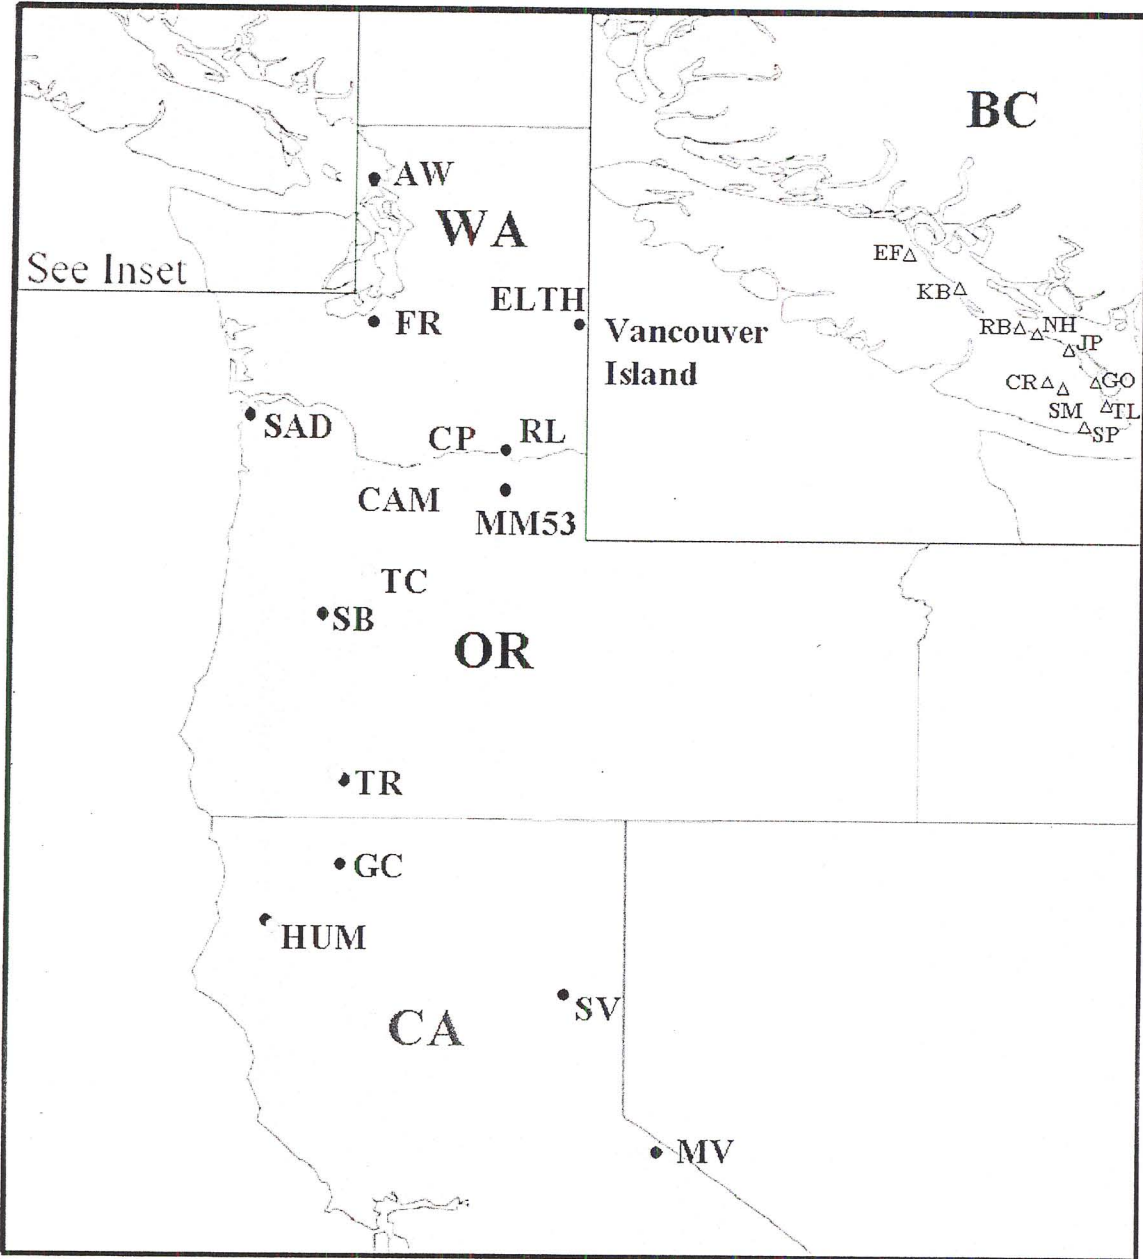 BC
AW
WA
EF
See Inset
KB
ELTH
FR
Vancouver
Island
RB
NH
JP
CR
GO
SM
TL
SP
SAD
CP
RL
CAM
MM53
TC
SB
OR
TR
GC
HUM
SV
CA
MV